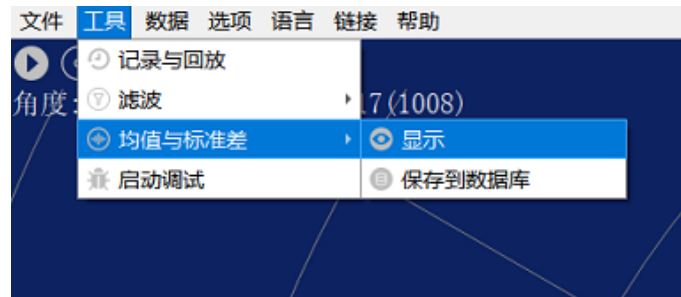 文件 工具 数据 选项 语言 链接 帮助
记录与回放
角度: 滤波 17(1008)
均值与标准差 显示
启动调试 保存到数据库